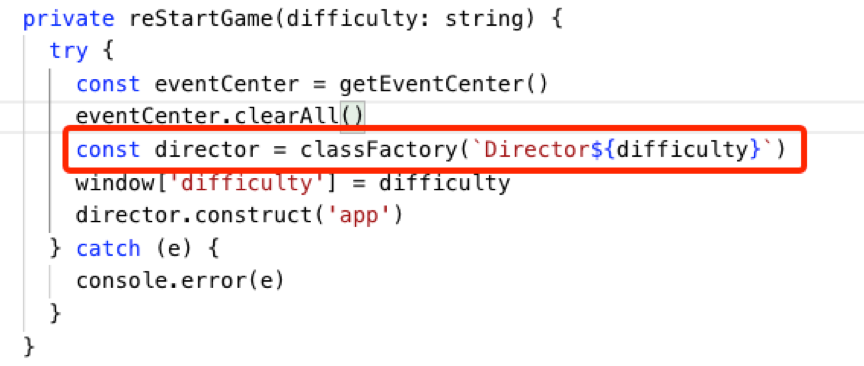 private reStartGame(difficulty: string) {
try {
const eventCenter = getEventCenter()
eventCenter.clearAll()
const director = classFactory(`Director${difficulty}`)
window['difficulty'] = difficulty
director.construct('app')
} catch (e) {
console.error(e)
}
}